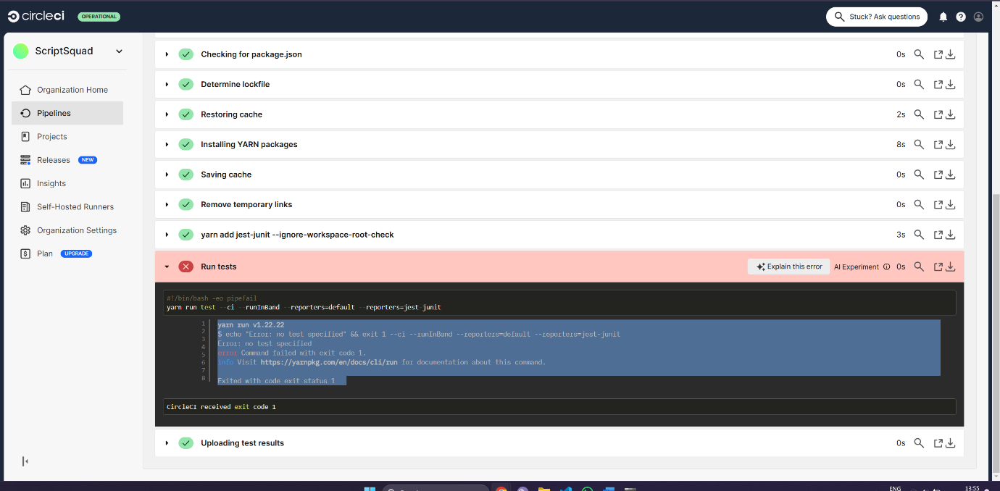 circleci
OPERATIONAL
Stuck? Ask questions
ScriptSquad
Organization Home
Pipelines
Projects
Releases NEW
Insights
Self-Hosted Runners
Organization Settings
Plan UPGRADE
Checking for package.json 0s
Determine lockfile 0s
Restoring cache 2s
Installing YARN packages 8s
Saving cache 0s
Remove temporary links 0s
yarn add jest-junit --ignore-workspace-root-check 3s
Run tests Explain this error AI Experiment 0s
#!/bin/bash -eo pipefail
yarn run test --ci --runInBand --reporters=default --reporters=jest-junit
1 yarn run v1.22.22
2 $ echo "Error: no test specified" && exit 1 --ci --runInBand --reporters=default --reporters=jest-junit
3 Error: no test specified
4 error Command failed with exit code 1.
5 info Visit https://yarnpkg.com/en/docs/cli/run for documentation about this command.
6
7
8 Exited with code exit status 1
CircleCI received exit code 1
Uploading test results 0s
ENG
13:55